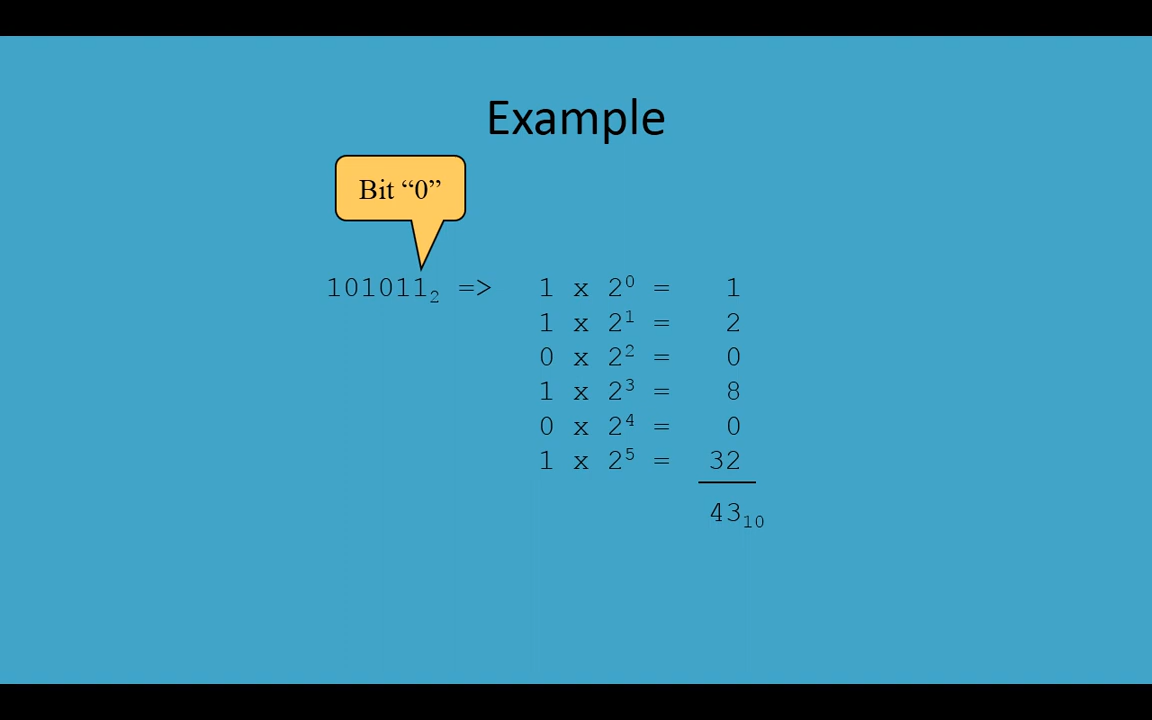 Example
Bit “0”
101011₂ => 1 x 2⁰ = 1
1 x 2¹ = 2
0 x 2² = 0
1 x 2³ = 8
0 x 2⁴ = 0
1 x 2⁵ = 32
43₁₀